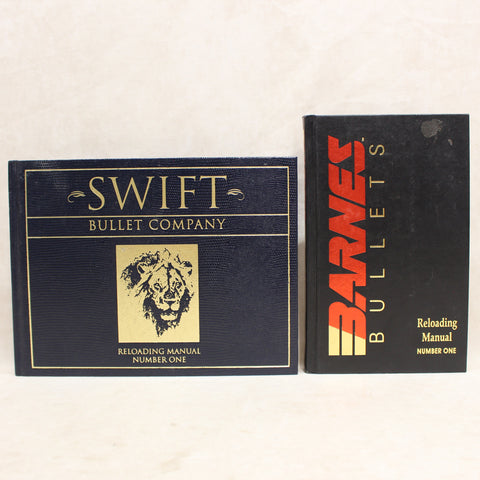 SWIFT
BULLET COMPANY
RELOADING MANUAL
NUMBER ONE
BARNES
BULLETS
Reloading
Manual
NUMBER ONE